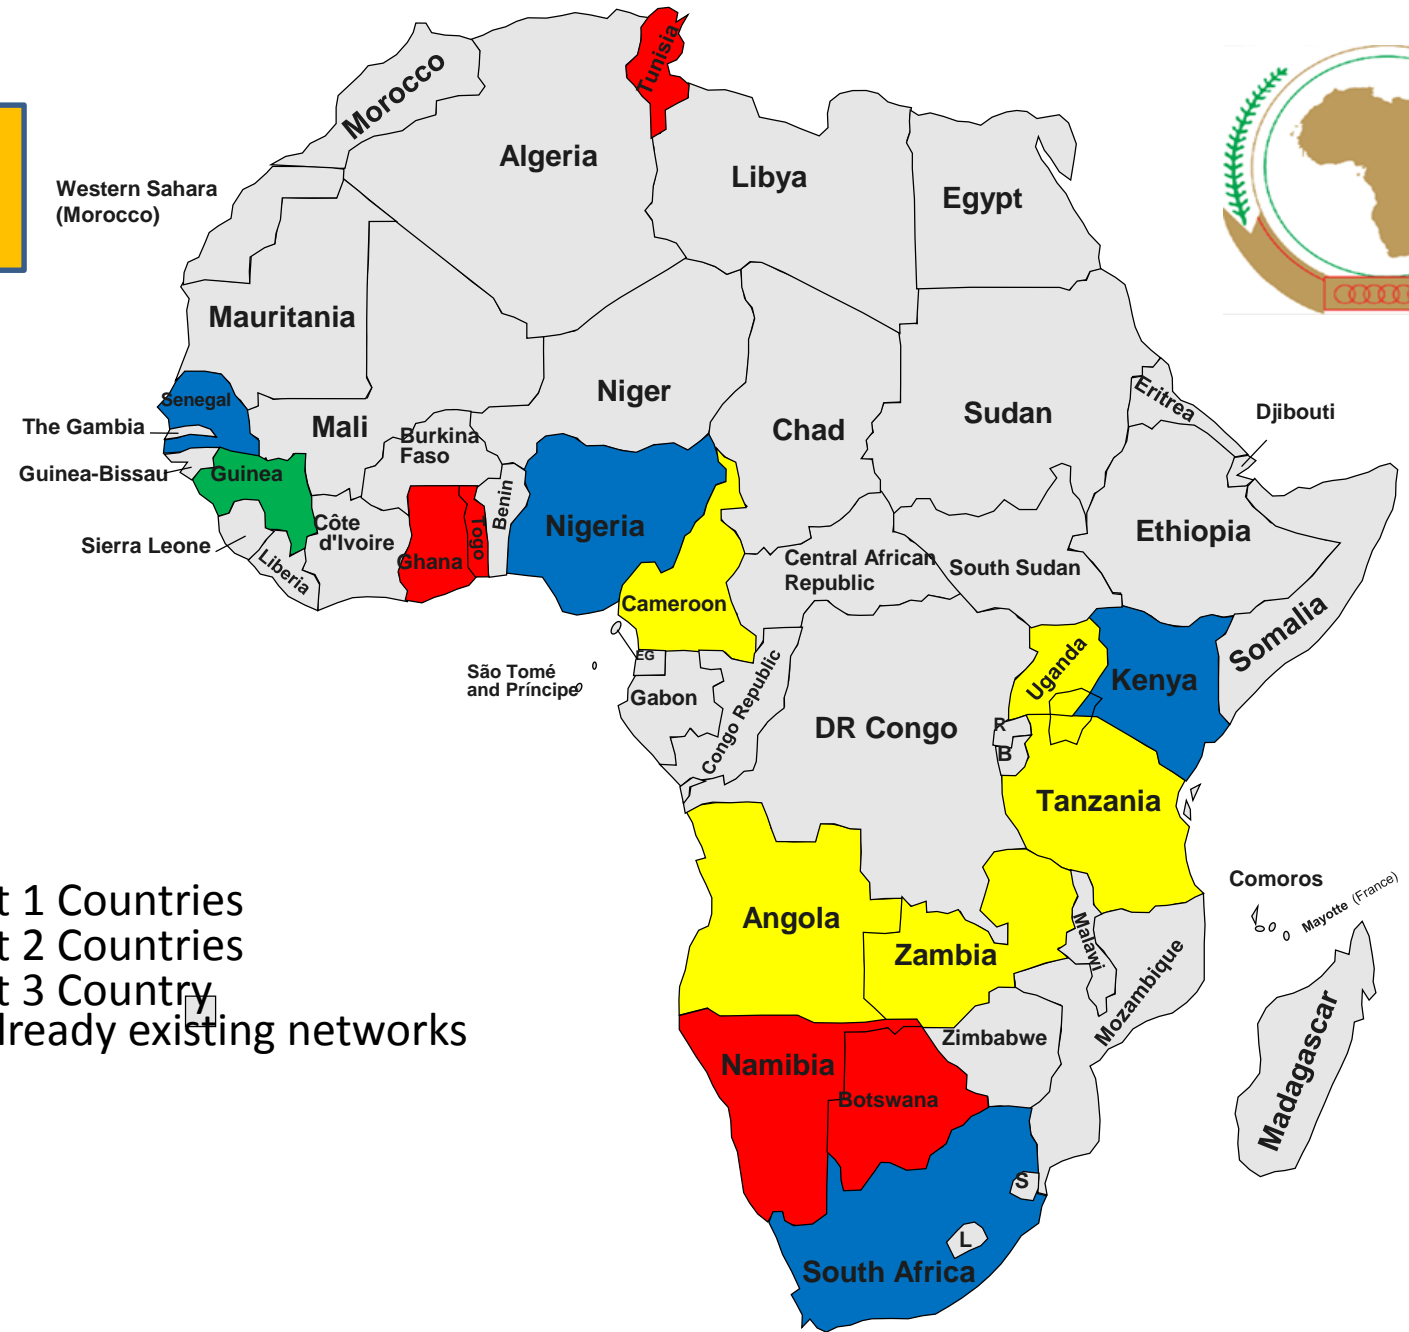 Tunisia
Morocco
Algeria
Libya
Egypt
Western Sahara
(Morocco)
Mauritania
Niger
Senegal
Mali
Chad
Sudan
Eritrea
Djibouti
The Gambia
Burkina
Faso
Guinea-Bissau
Guinea
Benin
Nigeria
Ethiopia
Côte
d'Ivoire
Togo
Sierra Leone
Ghana
Liberia
Central African
Republic
South Sudan
Cameroon
Somalia
EG
São Tomé
and Príncipe
Gabon
Congo Republic
Uganda
Kenya
DR Congo
R
B
Tanzania
t 1 Countries
t 2 Countries
t 3 Country
lready existing networks
Angola
Zambia
Malawi
Comoros
Mayotte (France)
Mozambique
Zimbabwe
Madagascar
Namibia
Botswana
S
L
South Africa